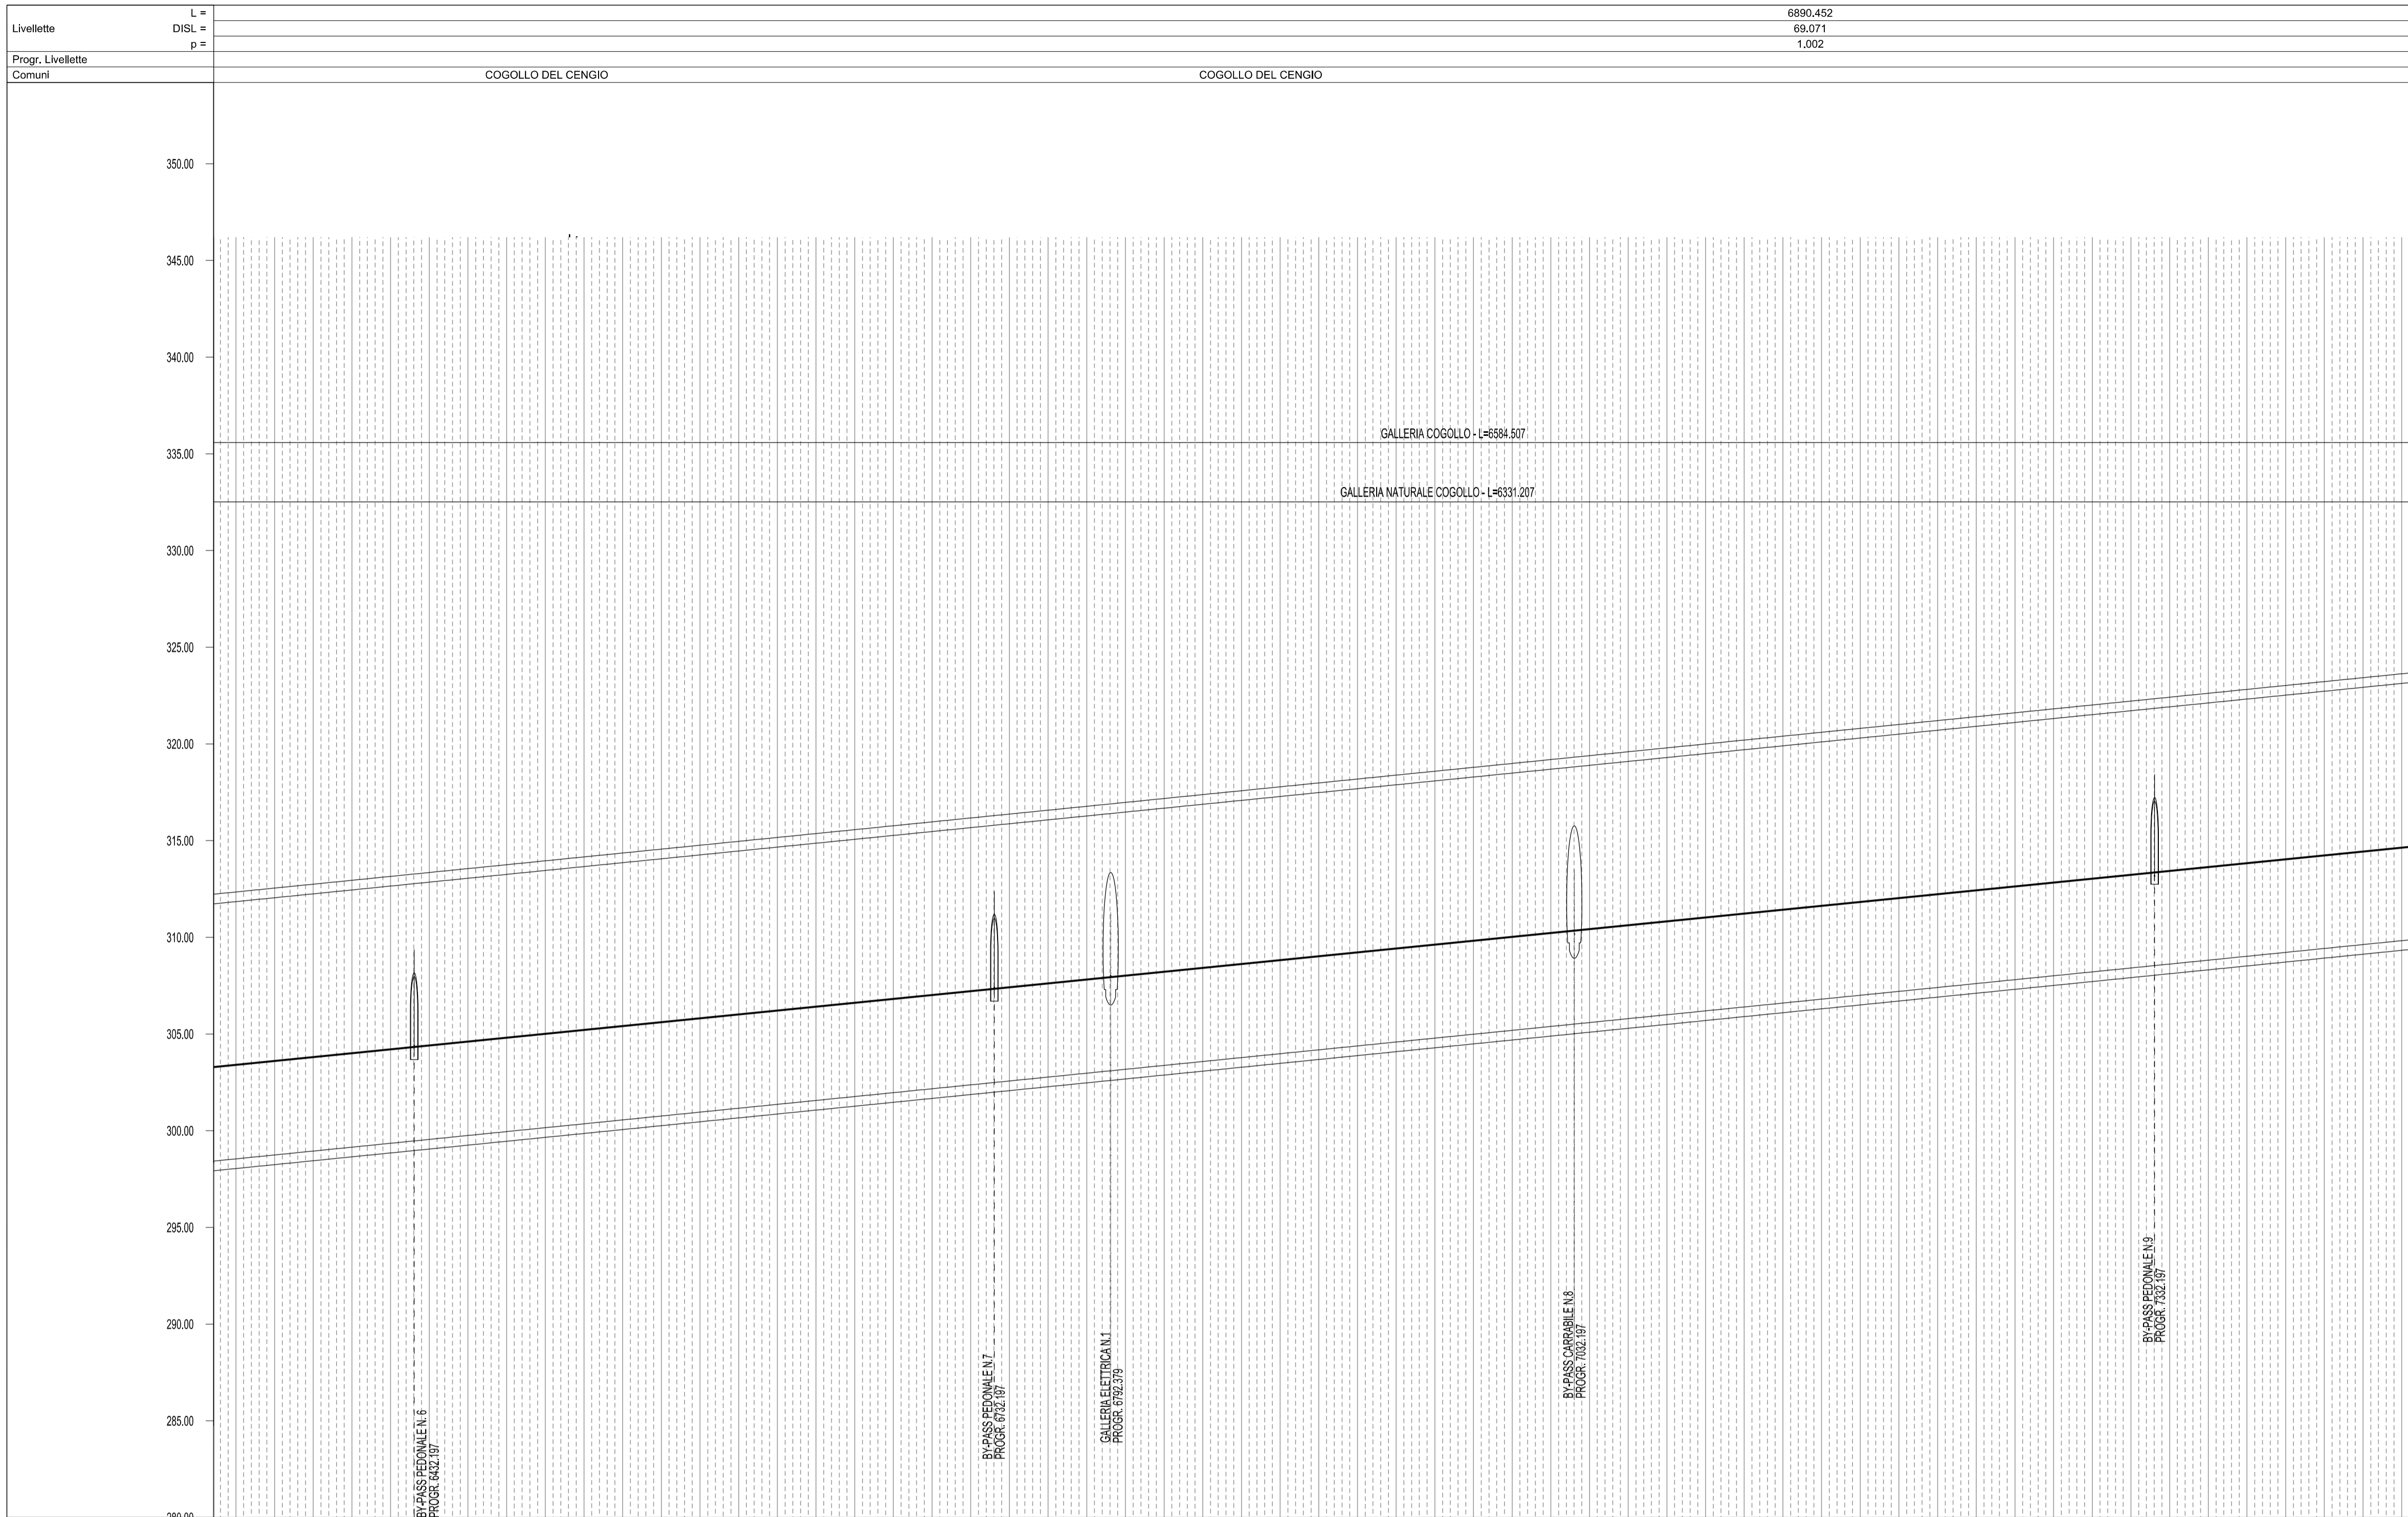 L =
6890.452
Livellette
DISL =
69.071
p =
1.002
Progr. Livellette
Comuni
COGOLLO DEL CENGIO
COGOLLO DEL CENGIO
350.00
345.00
340.00
GALLERIA COGOLLO - L=6584.507
335.00
GALLERIA NATURALE COGOLLO - L=6331.207
330.00
325.00
320.00
315.00
310.00
305.00
300.00
295.00
290.00
285.00
280.00
BY-PASS PEDONALE N. 6
PROGR. 6432.197
BY-PASS PEDONALE N.7
PROGR. 6732.197
GALLERIA ELETTRICA N.1
PROGR. 6792.379
BY-PASS CARRABILE N.8
PROGR. 7032.197
BY-PASS PEDONALE N.9
PROGR. 7332.197